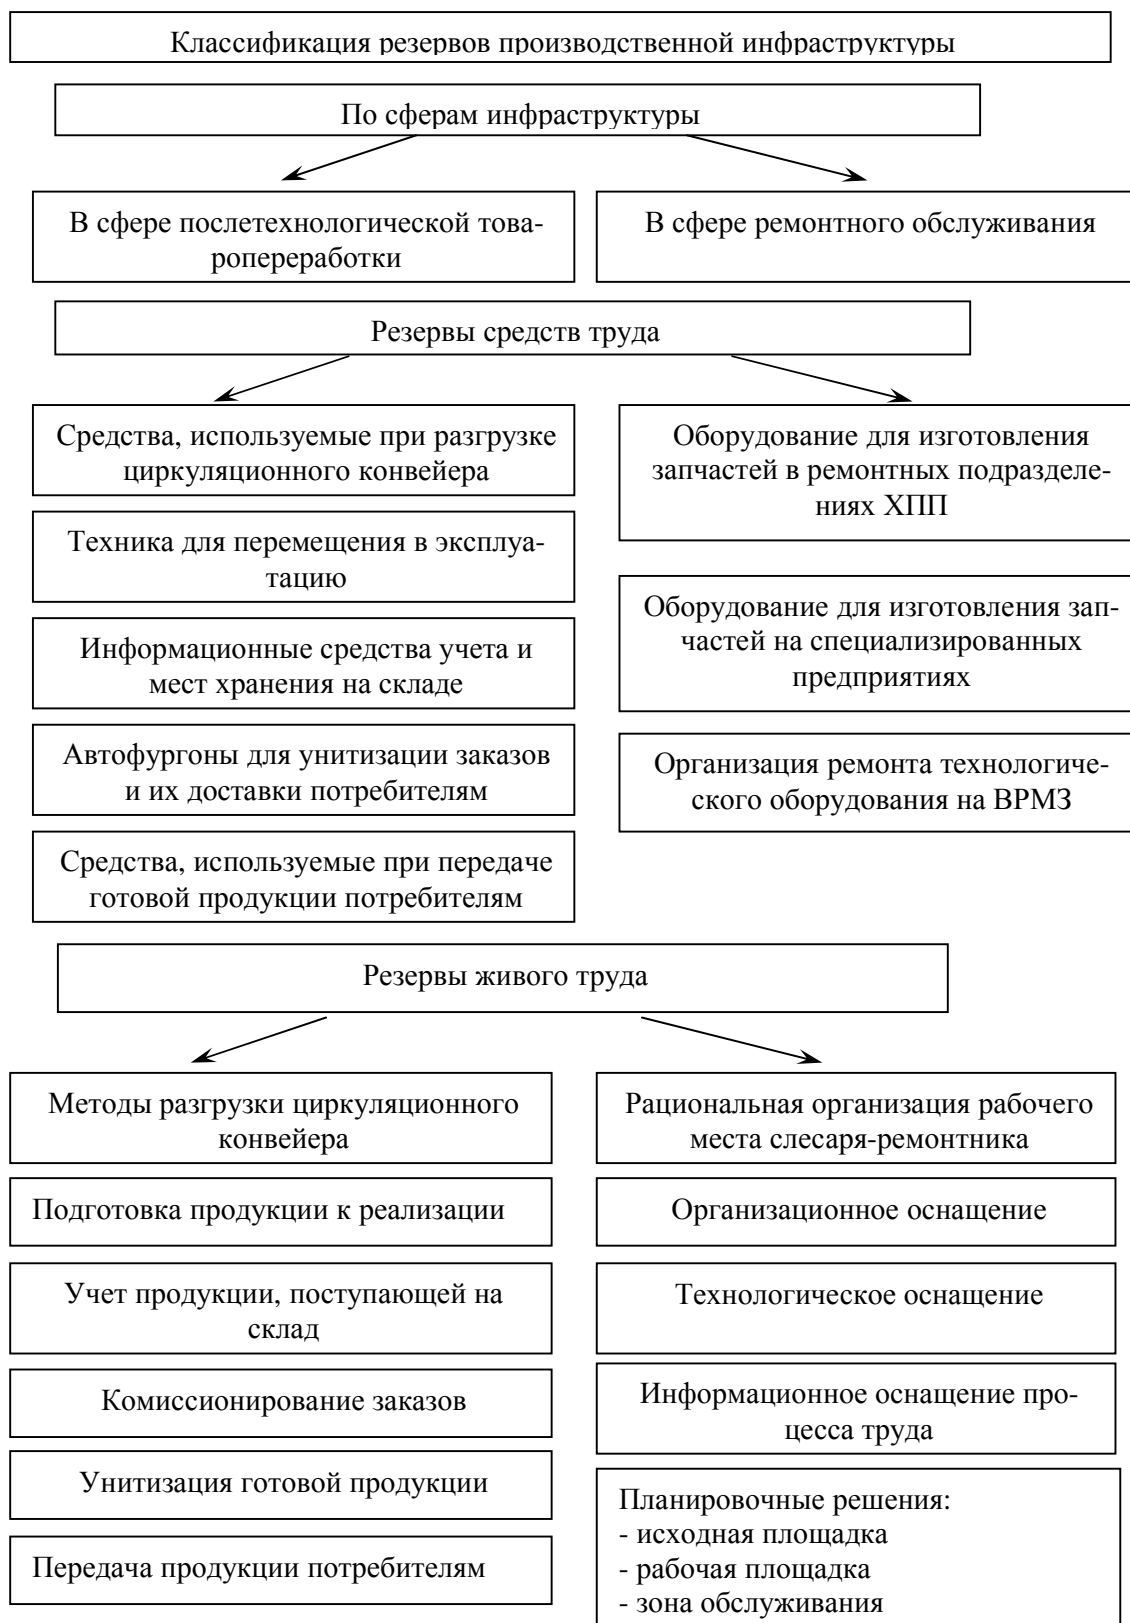 Классификация резервов производственной инфраструктуры
По сферам инфраструктуры
В сфере послетехнологической това-
ропереработки
В сфере ремонтного обслуживания
Резервы средств труда
Средства, используемые при разгрузке
циркуляционного конвейера
Техника для перемещения в эксплуа-
тацию
Информационные средства учета и
мест хранения на складе
Автофургоны для унитизации заказов
и их доставки потребителям
Средства, используемые при передаче
готовой продукции потребителям
Оборудование для изготовления
запчастей в ремонтных подразделе-
ниях ХПП
Оборудование для изготовления зап-
частей на специализированных
предприятиях
Организация ремонта технологиче-
ского оборудования на ВРМЗ
Резервы живого труда
Методы разгрузки циркуляционного
конвейера
Подготовка продукции к реализации
Учет продукции, поступающей на
склад
Комиссионирование заказов
Унитизация готовой продукции
Передача продукции потребителям
Рациональная организация рабочего
места слесаря-ремонтника
Организационное оснащение
Технологическое оснащение
Информационное оснащение про-
цесса труда
Планировочные решения:
- исходная площадка
- рабочая площадка
- зона обслуживания